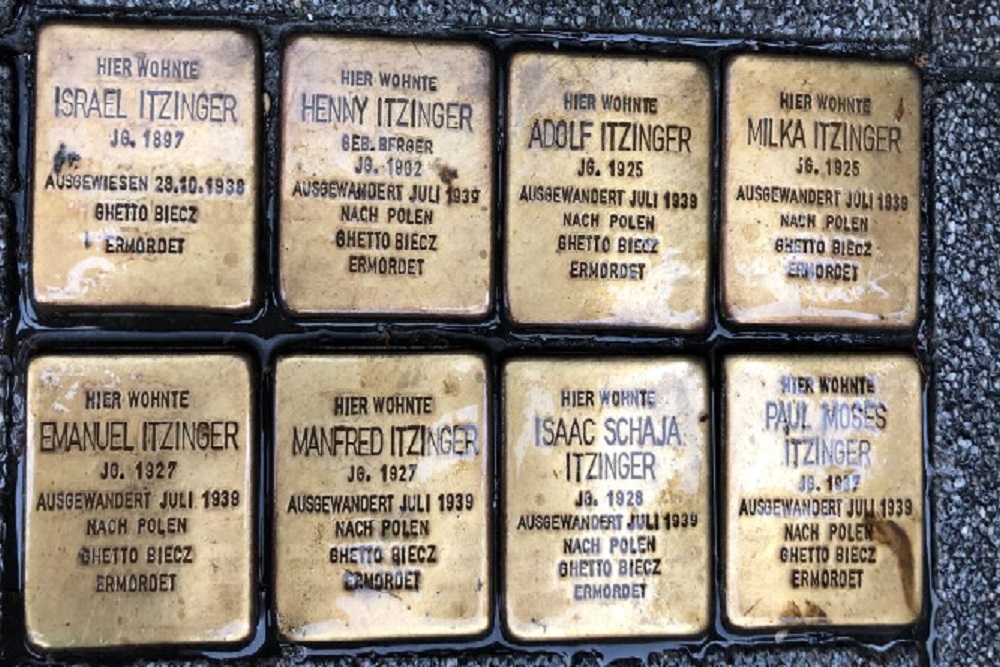 HIER WOHNTE
ISRAEL ITZINGER
JG. 1897
AUSGEWIESEN 28.10.1938
GHETTO BIECZ
ERMORDET
HIER WOHNTE
HENNY ITZINGER
GEB. BERGER
JG. 1902
AUSGEWANDERT JULI 1939
NACH POLEN
GHETTO BIECZ
ERMORDET
HIER WOHNTE
ADOLF ITZINGER
JG. 1925
AUSGEWANDERT JULI 1939
NACH POLEN
GHETTO BIECZ
ERMORDET
HIER WOHNTE
MILKA ITZINGER
JG. 1925
AUSGEWANDERT JULI 1939
NACH POLEN
GHETTO BIECZ
ERMORDET
HIER WOHNTE
EMANUEL ITZINGER
JG. 1927
AUSGEWANDERT JULI 1939
NACH POLEN
GHETTO BIECZ
ERMORDET
HIER WOHNTE
MANFRED ITZINGER
JG. 1927
AUSGEWANDERT JULI 1939
NACH POLEN
GHETTO BIECZ
ERMORDET
HIER WOHNTE
ISAAC SCHAJA
ITZINGER
JG. 1928
AUSGEWANDERT JULI 1939
NACH POLEN
GHETTO BIECZ
ERMORDET
HIER WOHNTE
PAUL MOSES
ITZINGER
JG. 1937
AUSGEWANDERT JULI 1939
NACH POLEN
GHETTO BIECZ
ERMORDET